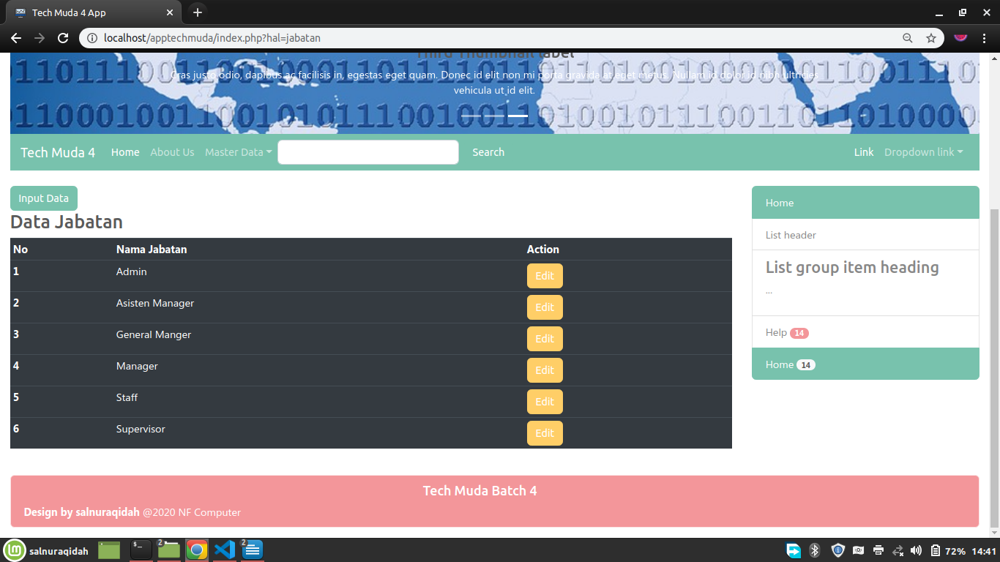 Tech Muda 4 App
localhost/apptechmuda/index.php?hal=jabatan
Third Thumbnail label
Cras justo odio, dapibus ac facilisis in, egestas eget quam. Donec id elit non mi porta gravida at eget metus. Nullam id dolor id nibh ultricies
vehicula ut id elit.
Tech Muda 4 Home About Us Master Data Search Link Dropdown link
Input Data
Data Jabatan
No Nama Jabatan Action
1 Admin Edit
2 Asisten Manager Edit
3 General Manger Edit
4 Manager Edit
5 Staff Edit
6 Supervisor Edit
Home
List header
List group item heading
...
Help 14
Home 14
Tech Muda Batch 4
Design by salnuraqidah @2020 NF Computer
salnuraqidah 2 2 72% 14:41